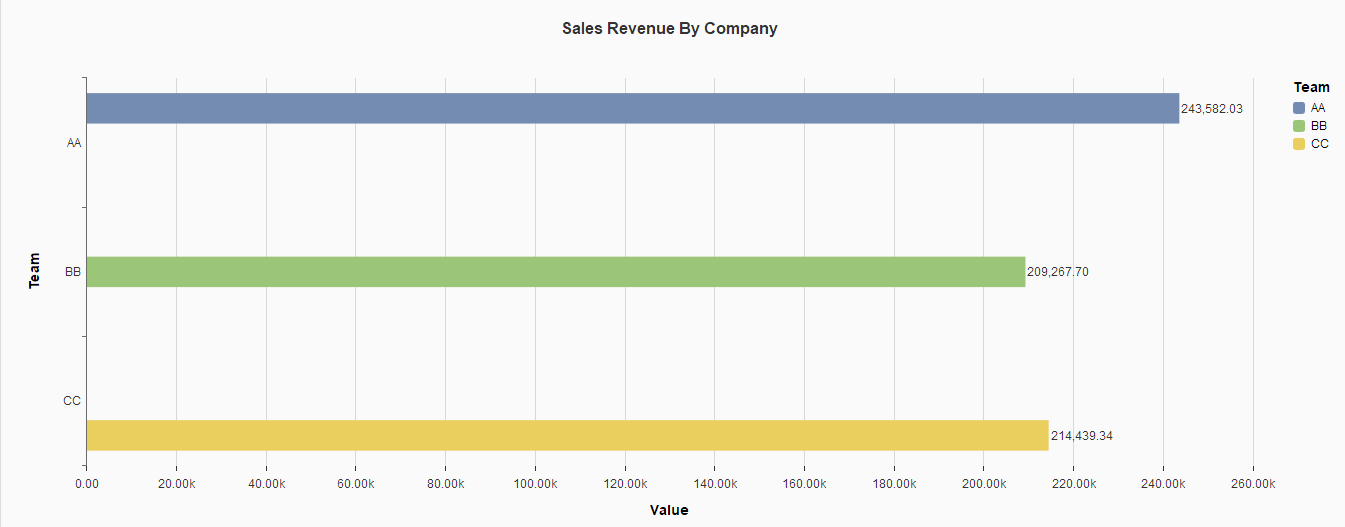 Sales Revenue By Company
Team
AA
BB
CC
243,582.03
AA
Team
BB
209,267.70
CC
214,439.34
0.00 20.00k 40.00k 60.00k 80.00k 100.00k 120.00k 140.00k 160.00k 180.00k 200.00k 220.00k 240.00k 260.00k
Value